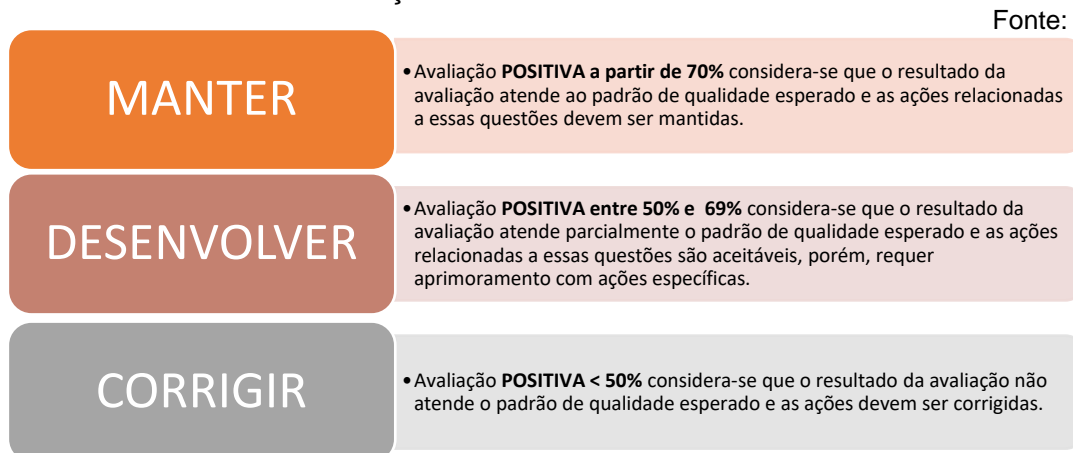 Fonte:
MANTER
•Avaliação POSITIVA a partir de 70% considera-se que o resultado da
avaliação atende ao padrão de qualidade esperado e as ações relacionadas
a essas questões devem ser mantidas.
DESENVOLVER
•Avaliação POSITIVA entre 50% e 69% considera-se que o resultado da
avaliação atende parcialmente o padrão de qualidade esperado e as ações
relacionadas a essas questões são aceitáveis, porém, requer
aprimoramento com ações específicas.
CORRIGIR
•Avaliação POSITIVA < 50% considera-se que o resultado da avaliação não
atende o padrão de qualidade esperado e as ações devem ser corrigidas.